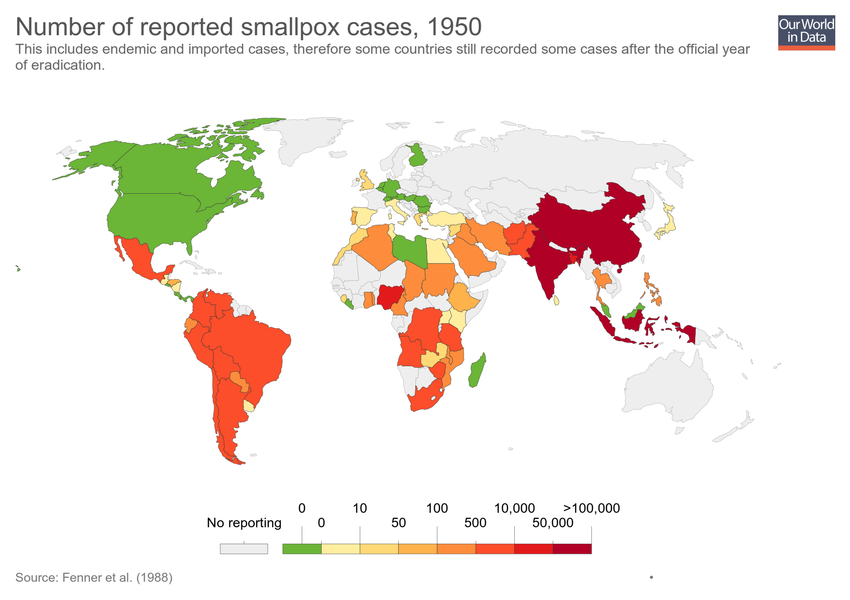 Number of reported smallpox cases, 1950
Our World
in Data
This includes endemic and imported cases, therefore some countries still recorded some cases after the official year
of eradication.
0 10 100 10,000 >100,000
No reporting 0 50 500 50,000
Source: Fenner et al. (1988)